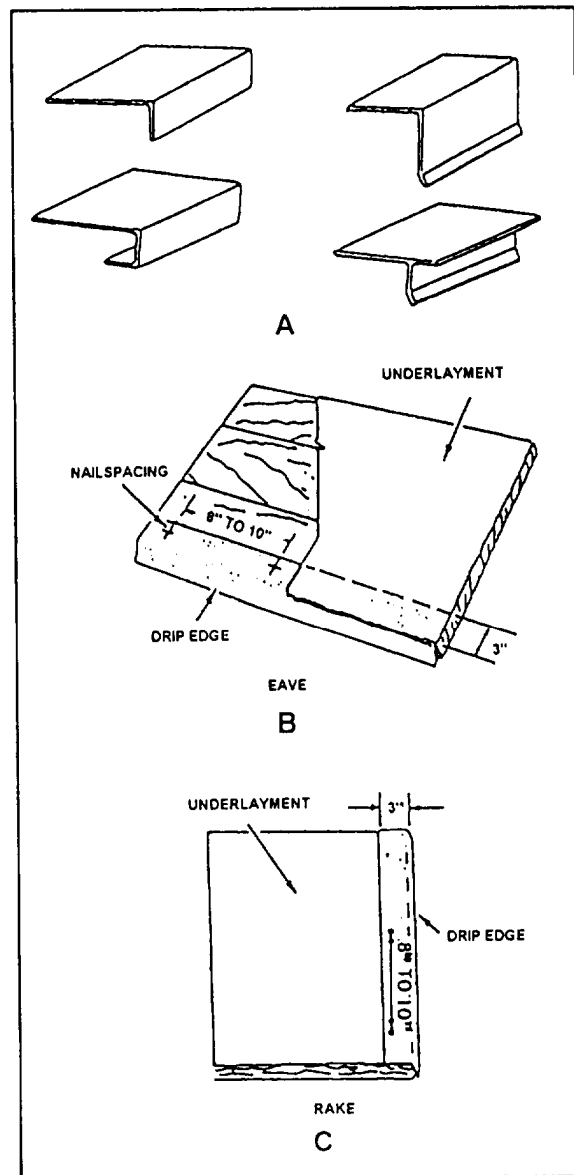 A
UNDERLAYMENT
NAILSPACING
8" TO 10"
DRIP EDGE
3"
EAVE
B
UNDERLAYMENT
3"
DRIP EDGE
8" TO 10"
RAKE
C